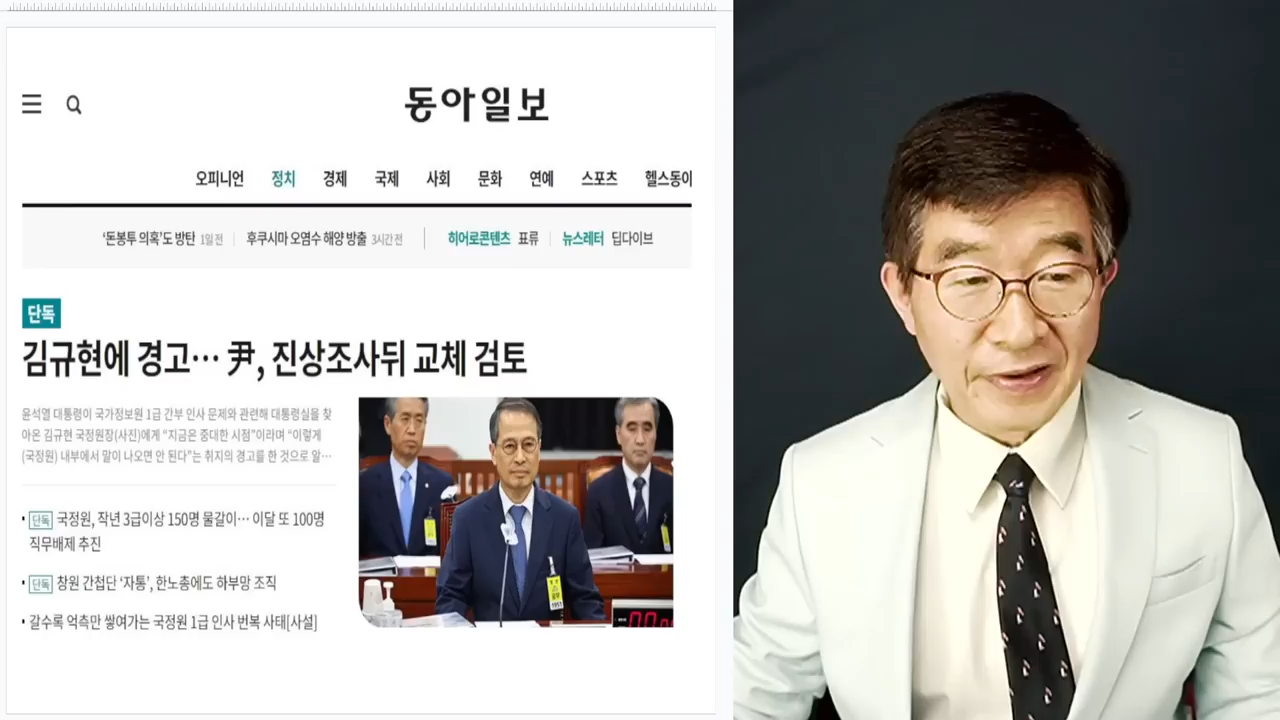 동아일보
오피니언 정치 경제 국제 사회 문화 연예 스포츠 헬스동아
'돈봉투 의혹'도 방탄 1일전 후쿠시마 오염수 해양 방출 3시간전 히어로콘텐츠 표류 뉴스레터 딥다이브
단독
김규현에 경고… 尹, 진상조사뒤 교체 검토
윤석열 대통령이 국가정보원 1급 간부 인사 문제와 관련해 대통령실을 찾
아온 김규현 국정원장(사진)에게 “지금은 중대한 시점”이라며 “이렇게
(국정원) 내부에서 말이 나오면 안 된다”는 취지의 경고를 한 것으로 알…
단독 국정원, 작년 3급이상 150명 물갈이… 이달 또 100명
직무배제 추진
단독 창원 간첩단 ‘자통’, 한노총에도 하부망 조직
갈수록 억측만 쌓여가는 국정원 1급 인사 번복 사태[사설]